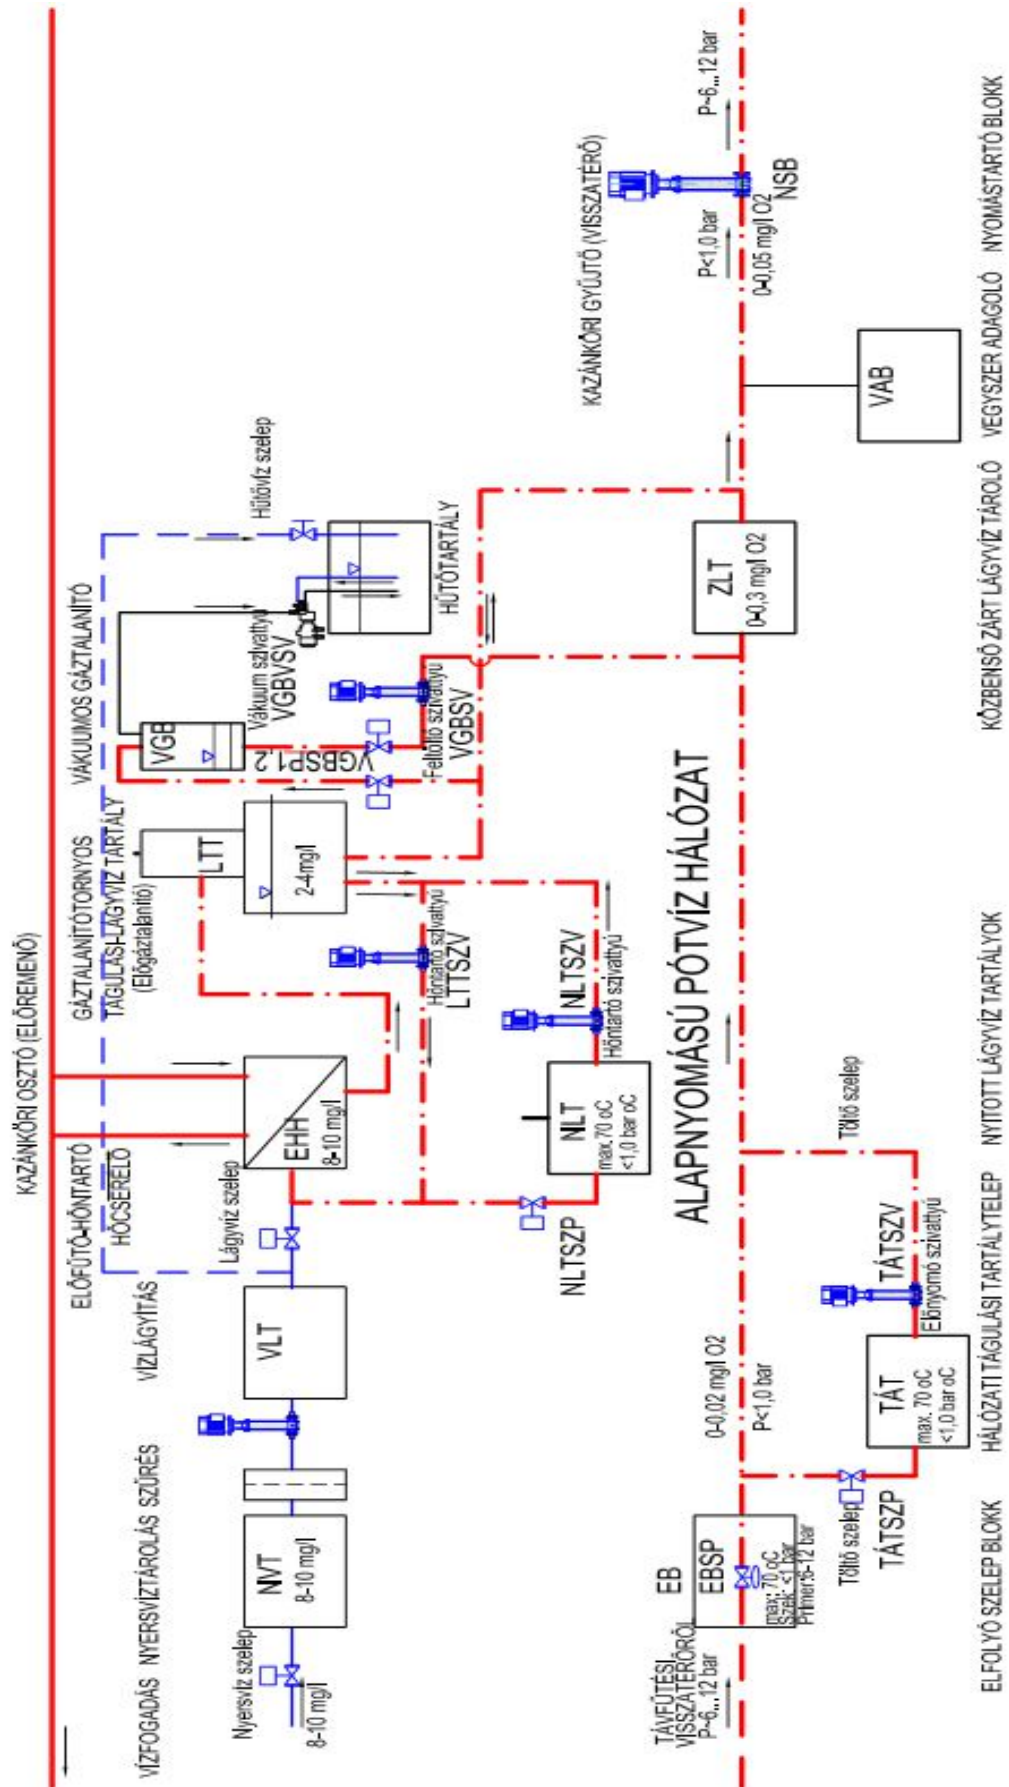 KAZÁNKÖRI OSZTÓ (ELŐREMENŐ)
VÍZFOGADÁS
NYERSVÍZTÁROLÁS
SZŰRÉS
VÍZLÁGYÍTÁS
ELŐFŰTŐ-HŐNTARTÓ
HŐCSERÉLŐ
GÁZTALANÍTÓTORNYOS
TÁGULÁSI-LÁGYVÍZ TARTÁLY
(Előgáztalanító)
VÁKUUMOS GÁZTALANÍTÓ
Nyersvíz szelep
8-10 mg/l
NVT
8-10 mg/l
VLT
Lágyvíz szelep
EHH
8-10 mg/l
LTT
2-4mg/l
VGB
VGBSP1,2
Vákuum szivattyú
VGBVSV
Hűtővíz szelep
HŰTŐTARTÁLY
Feltöltő szivattyú
VGBSV
Hőntartó szivattyú
LTTSZV
NLTSZV
Hőntartó szivattyú
NLT
max.70 oC
<1,0 bar oC
NLTSZP
KAZÁNKÖRI GYŰJTŐ (VISSZATÉRŐ)
ALAPNYOMÁSÚ PÓTVÍZ HÁLÓZAT
TÁVFŰTÉSI
VISSZATÉRŐRŐL
P~6...12 bar
EB
EBSP
max: 70 oC
Szek: <1 bar
Primer:6-12 bar
0-0,02 mg/l O2
P<1,0 bar
ZLT
0-0,3 mg/l O2
P<1,0 bar
0-0,05 mg/l O2
P~6...12 bar
NSB
VAB
Töltő szelep
TÁTSZP
TÁT
max. 70 oC
<1,0 bar oC
TÁTSZV
Előnyomó szivattyú
Töltő szelep
ELFOLYÓ SZELEP BLOKK
HÁLÓZATI TÁGULÁSI TARTÁLYTELEP
NYITOTT LÁGYVÍZ TARTÁLYOK
KÖZBENSŐ ZÁRT LÁGYVÍZ TÁROLÓ
VEGYSZER ADAGOLÓ
NYOMÁSTARTÓ BLOKK